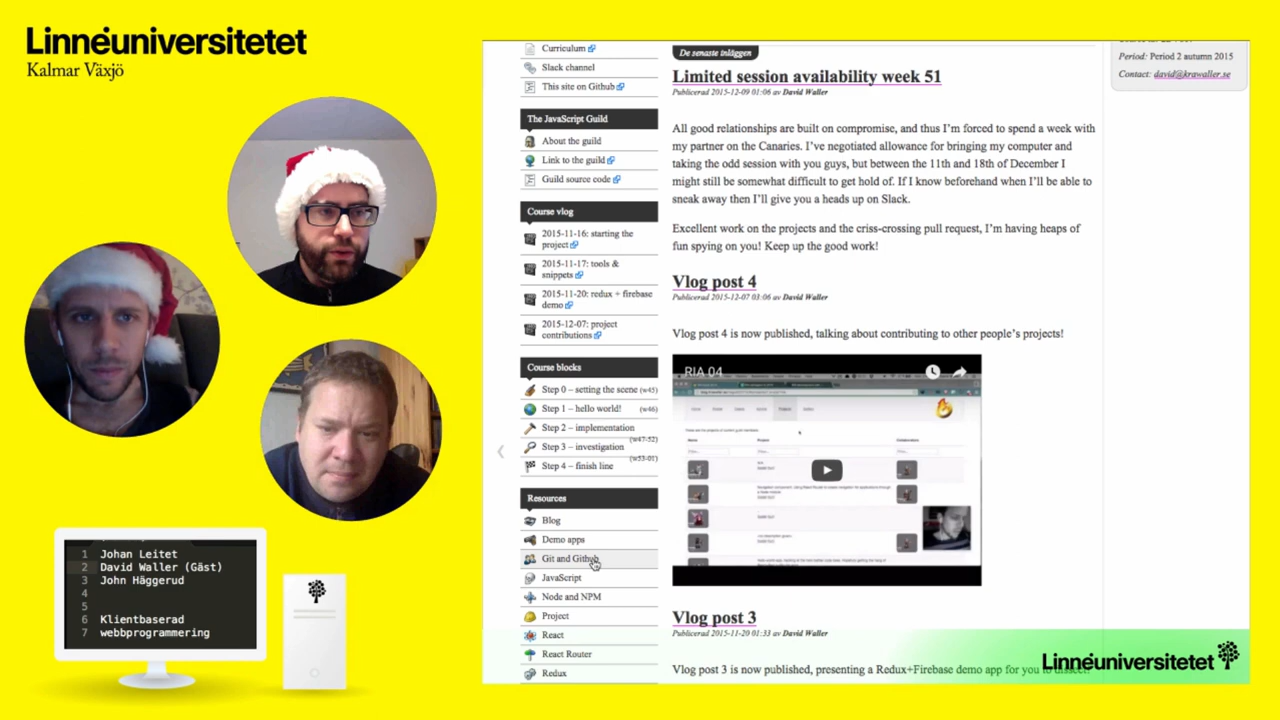 Linnéuniversitetet
Kalmar Växjö
1 Johan Leitet
2 David Waller (Gäst)
3 John Häggerud
4
5
6 Klientbaserad
7 webbprogrammering
Curriculum
Slack channel
This site on Github
The JavaScript Guild
About the guild
Link to the guild
Guild source code
Course vlog
2015-11-16: starting the
project
2015-11-17: tools &
snippets
2015-11-20: redux + firebase
demo
2015-12-07: project
contributions
Course blocks
Step 0 – setting the scene (w45)
Step 1 – hello world! (w46)
Step 2 – implementation
(w47-52)
Step 3 – investigation
(w53-01)
Step 4 – finish line
Resources
Blog
Demo apps
Git and Github
JavaScript
Node and NPM
Project
React
React Router
Redux
De senaste inläggen
Limited session availability week 51
Publicerad 2015-12-09 01:06 av David Waller
All good relationships are built on compromise, and thus I'm forced to spend a week with
my partner on the Canaries. I've negotiated allowance for bringing my computer and
taking the odd session with you guys, but between the 11th and 18th of December I
might still be somewhat difficult to get hold of. If I know beforehand when I'll be able to
sneak away then I'll give you a heads up on Slack.
Excellent work on the projects and the criss-crossing pull request, I'm having heaps of
fun spying on you! Keep up the good work!
Vlog post 4
Publicerad 2015-12-07 03:06 av David Waller
Vlog post 4 is now published, talking about contributing to other people's projects!
RIA 04
Vlog post 3
Publicerad 2015-11-20 01:33 av David Waller
Vlog post 3 is now published, presenting a Redux+Firebase demo app for you to dissect!
Period: Period 2 autumn 2015
Contact: david@krawaller.se
Linnéuniversitetet